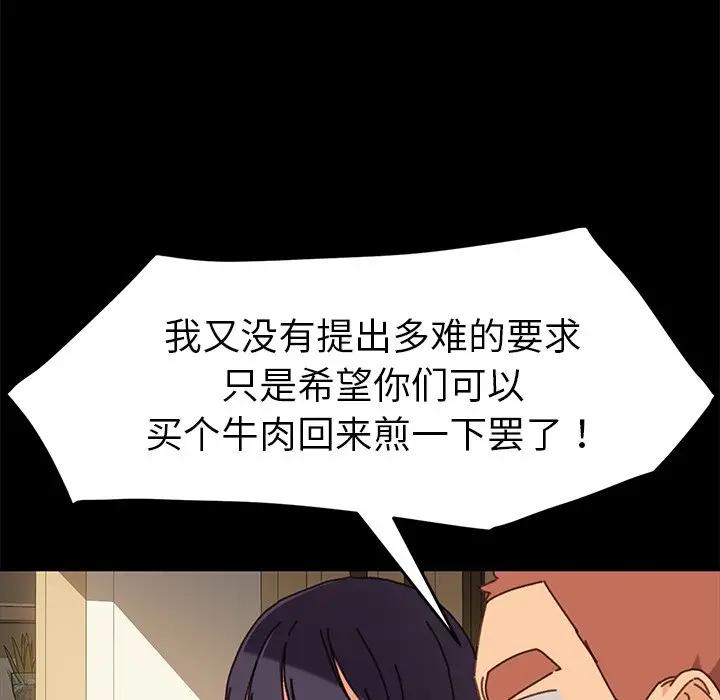 我又没有提出多难的要求
只是希望你们可以
买个牛肉回来煎一下罢了！